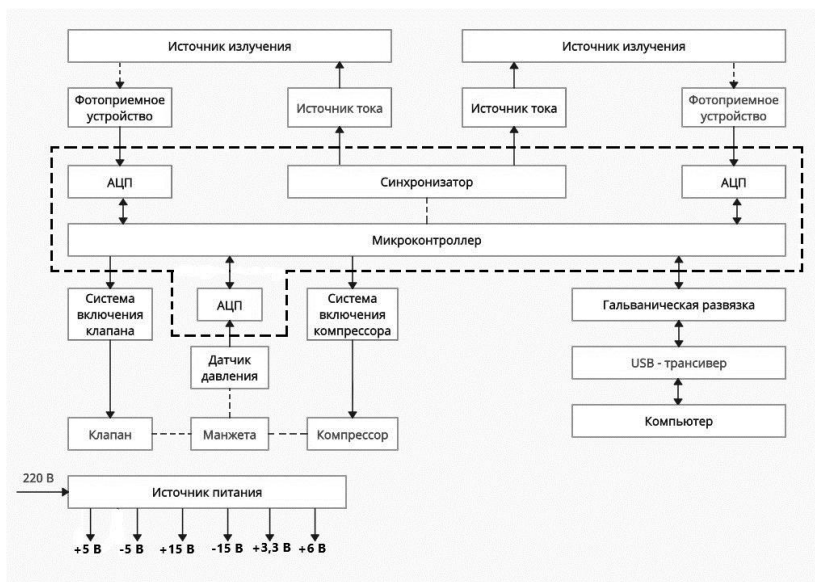 Источник излучения
Источник излучения
Фотоприемное
устройство
Источник тока
Источник тока
Фотоприемное
устройство
АЦП
Синхронизатор
АЦП
Микроконтроллер
Система
включения
клапана
АЦП
Система
включения
компрессора
Гальваническая развязка
Датчик
давления
USB - трансивер
Клапан
Манжета
Компрессор
Компьютер
220 В
Источник питания
+5 В
-5 В
+15 В
-15 В
+3,3 В
+6 В